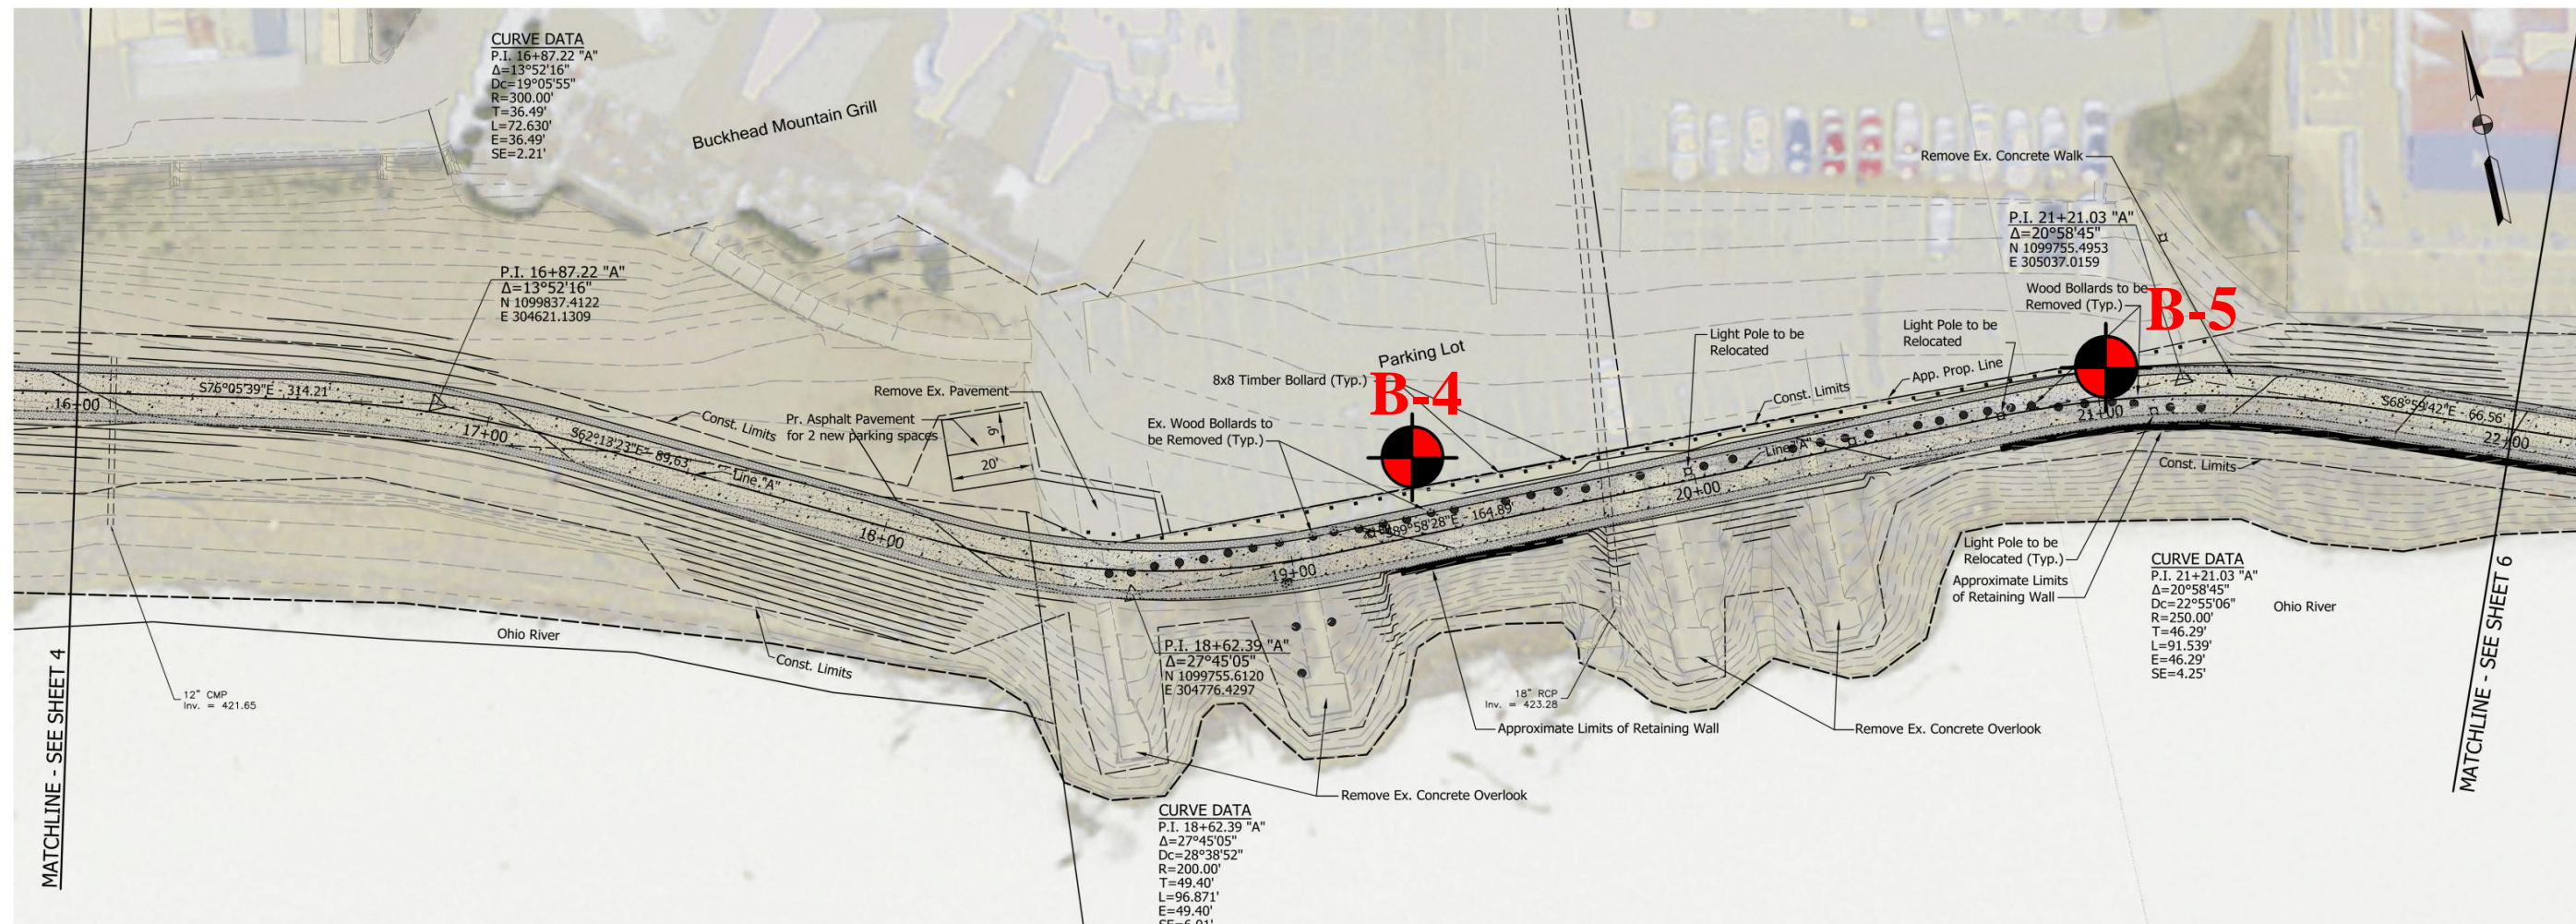 CURVE DATA
P.I. 16+87.22 "A"
Δ=13°52'16"
Dc=19°05'55"
R=300.00'
T=36.49'
L=72.630'
E=36.49'
SE=2.21'
Buckhead Mountain Grill
Remove Ex. Concrete Walk
P.I. 21+21.03 "A"
Δ=20°58'45"
N 1099755.4953
E 305037.0159
P.I. 16+87.22 "A"
Δ=13°52'16"
N 1099837.4122
E 304621.1309
Wood Bollards to be
Removed (Typ.)
B-5
Light Pole to be
Relocated
Light Pole to be
Relocated
Parking Lot
8x8 Timber Bollard (Typ.)
B-4
App. Prop. Line
Const. Limits
Remove Ex. Pavement
Pr. Asphalt Pavement
for 2 new parking spaces
Ex. Wood Bollards to
be Removed (Typ.)
9'
20'
Const. Limits
S76°05'39"E - 314.21'
16+00
17+00
S62°13'23"E - 89.63'
Line "A"
18+00
19+00
S89°58'28"E - 164.89'
20+00
Line "A"
21+00
S68°59'42"E - 66.56'
22+00
Const. Limits
Light Pole to be
Relocated (Typ.)
Approximate Limits
of Retaining Wall
CURVE DATA
P.I. 21+21.03 "A"
Δ=20°58'45"
Dc=22°55'06"
R=250.00'
T=46.29'
L=91.539'
E=46.29'
SE=4.25'
Ohio River
MATCHLINE - SEE SHEET 6
Ohio River
Const. Limits
P.I. 18+62.39 "A"
Δ=27°45'05"
N 1099755.6120
E 304776.4297
12" CMP
Inv. = 421.65
MATCHLINE - SEE SHEET 4
18" RCP
Inv. = 423.28
Approximate Limits of Retaining Wall
Remove Ex. Concrete Overlook
Remove Ex. Concrete Overlook
CURVE DATA
P.I. 18+62.39 "A"
Δ=27°45'05"
Dc=28°38'52"
R=200.00'
T=49.40'
L=96.871'
E=49.40'